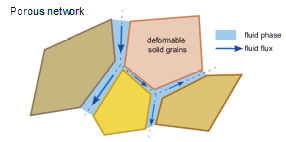 Porous network
deformable
solid grains
fluid phase
fluid flux